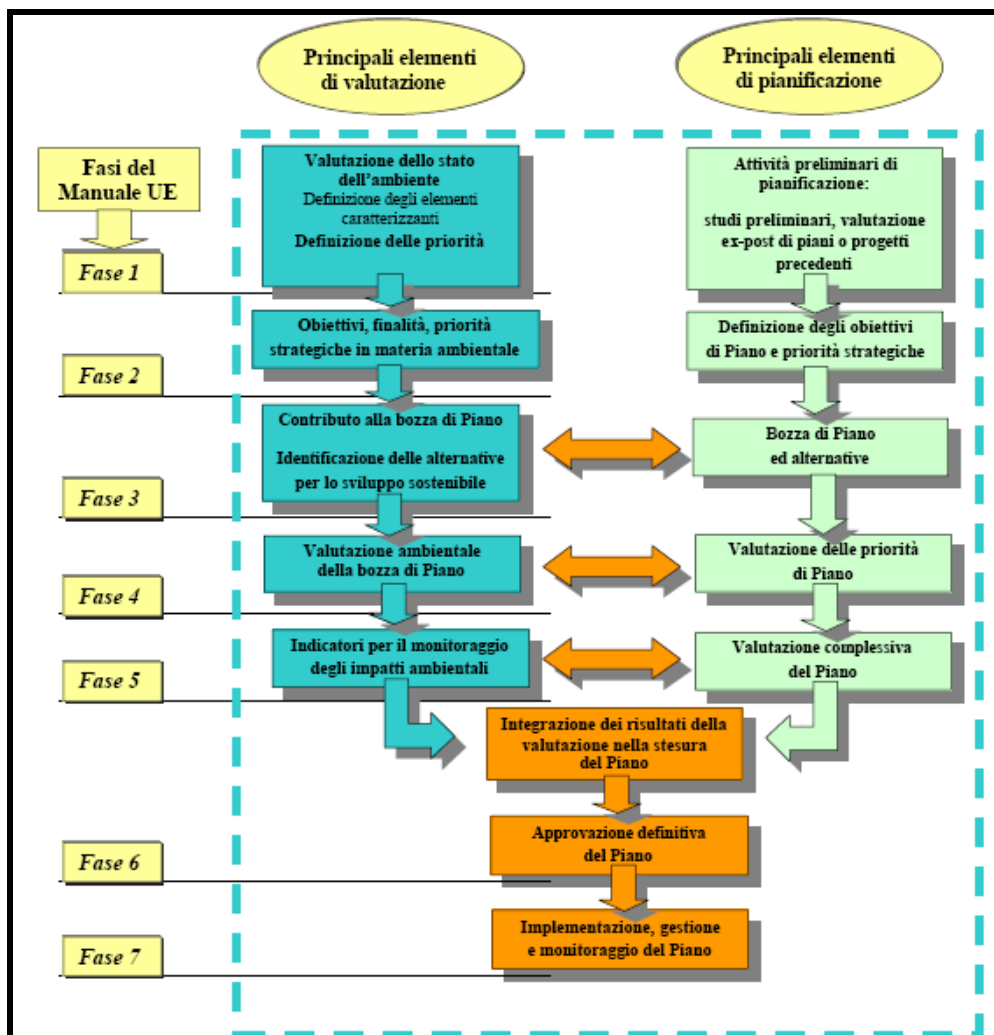 Principali elementi
di valutazione
Principali elementi
di pianificazione
Fasi del
Manuale UE
Valutazione dello stato
dell'ambiente
Definizione degli elementi
caratterizzanti
Definizione delle priorità
Attività preliminari di
pianificazione:
studi preliminari, valutazione
ex-post di piani o progetti
precedenti
Fase 1
Obiettivi, finalità, priorità
strategiche in materia ambientale
Definizione degli obiettivi
di Piano e priorità strategiche
Fase 2
Contributo alla bozza di Piano
Identificazione delle alternative
per lo sviluppo sostenibile
Bozza di Piano
ed alternative
Fase 3
Valutazione ambientale
della bozza di Piano
Valutazione delle priorità
di Piano
Fase 4
Indicatori per il monitoraggio
degli impatti ambientali
Valutazione complessiva
del Piano
Fase 5
Integrazione dei risultati della
valutazione nella stesura
del Piano
Approvazione definitiva
del Piano
Fase 6
Implementazione, gestione
e monitoraggio del Piano
Fase 7